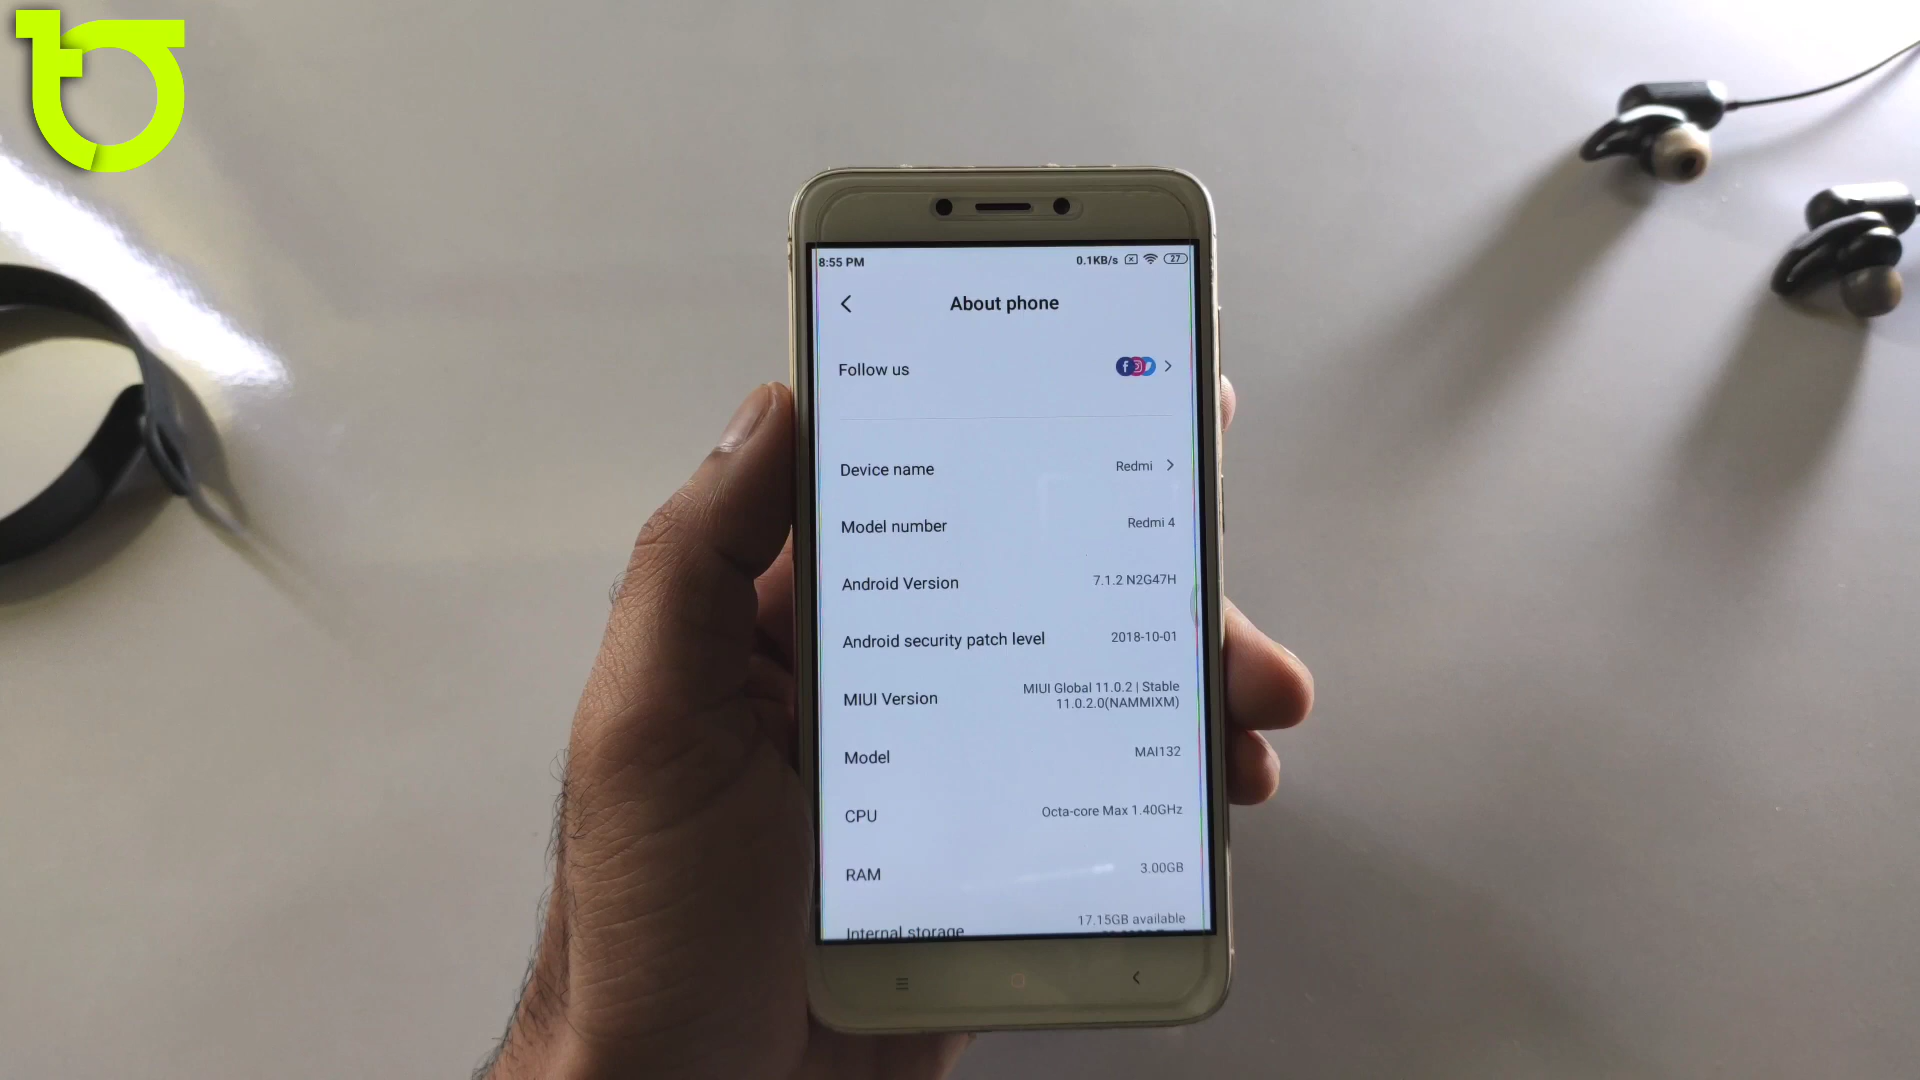 8:55 PM
0.1KB/s 27
About phone
Follow us
Device name Redmi
Model number Redmi 4
Android Version 7.1.2 N2G47H
Android security patch level 2018-10-01
MIUI Version MIUI Global 11.0.2 | Stable
11.0.2.0(NAMMIXM)
Model MAI132
CPU Octa-core Max 1.40GHz
RAM 3.00GB
Internal storage 17.15GB available